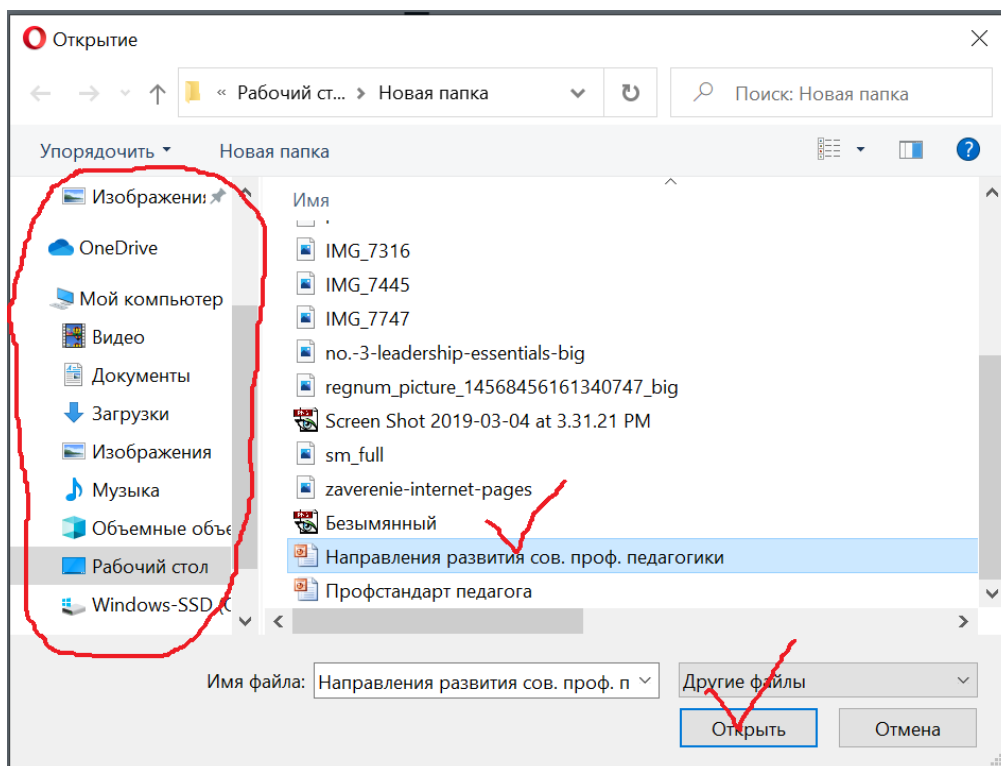 Открытие
« Рабочий ст... > Новая папка
Поиск: Новая папка
Упорядочить
Новая папка
Изображени
OneDrive
Мой компьютер
Видео
Документы
Загрузки
Изображения
Музыка
Объемные объе
Рабочий стол
Windows-SSD (C
Имя
IMG_7316
IMG_7445
IMG_7747
no.-3-leadership-essentials-big
regnum_picture_14568456161340747_big
Screen Shot 2019-03-04 at 3.31.21 PM
sm_full
zaverenie-internet-pages
Безымянный
Направления развития сов. проф. педагогики
Профстандарт педагога
Имя файла: Направления развития сов. проф. п
Другие файлы
Открыть
Отмена